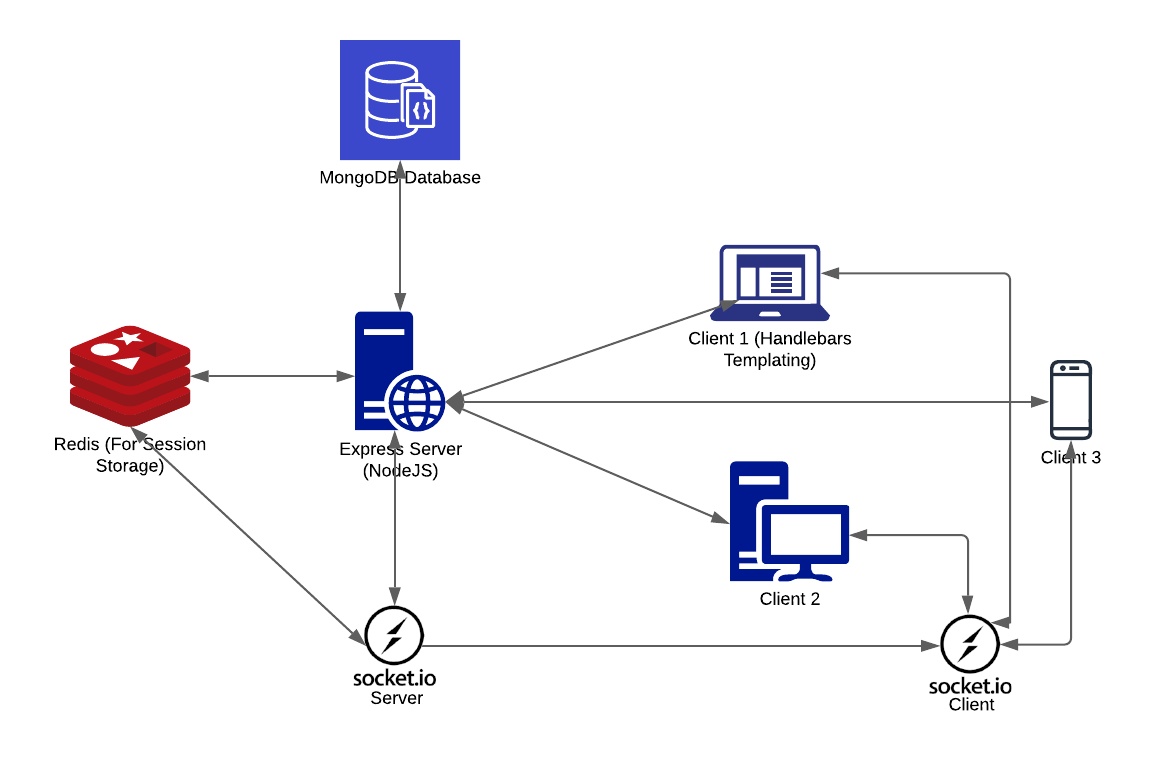 MongoDB Database
Client 1 (Handlebars
Templating)
Redis (For Session
Storage)
Express Server
(NodeJS)
Client 3
Client 2
socket.io
Server
socket.io
Client